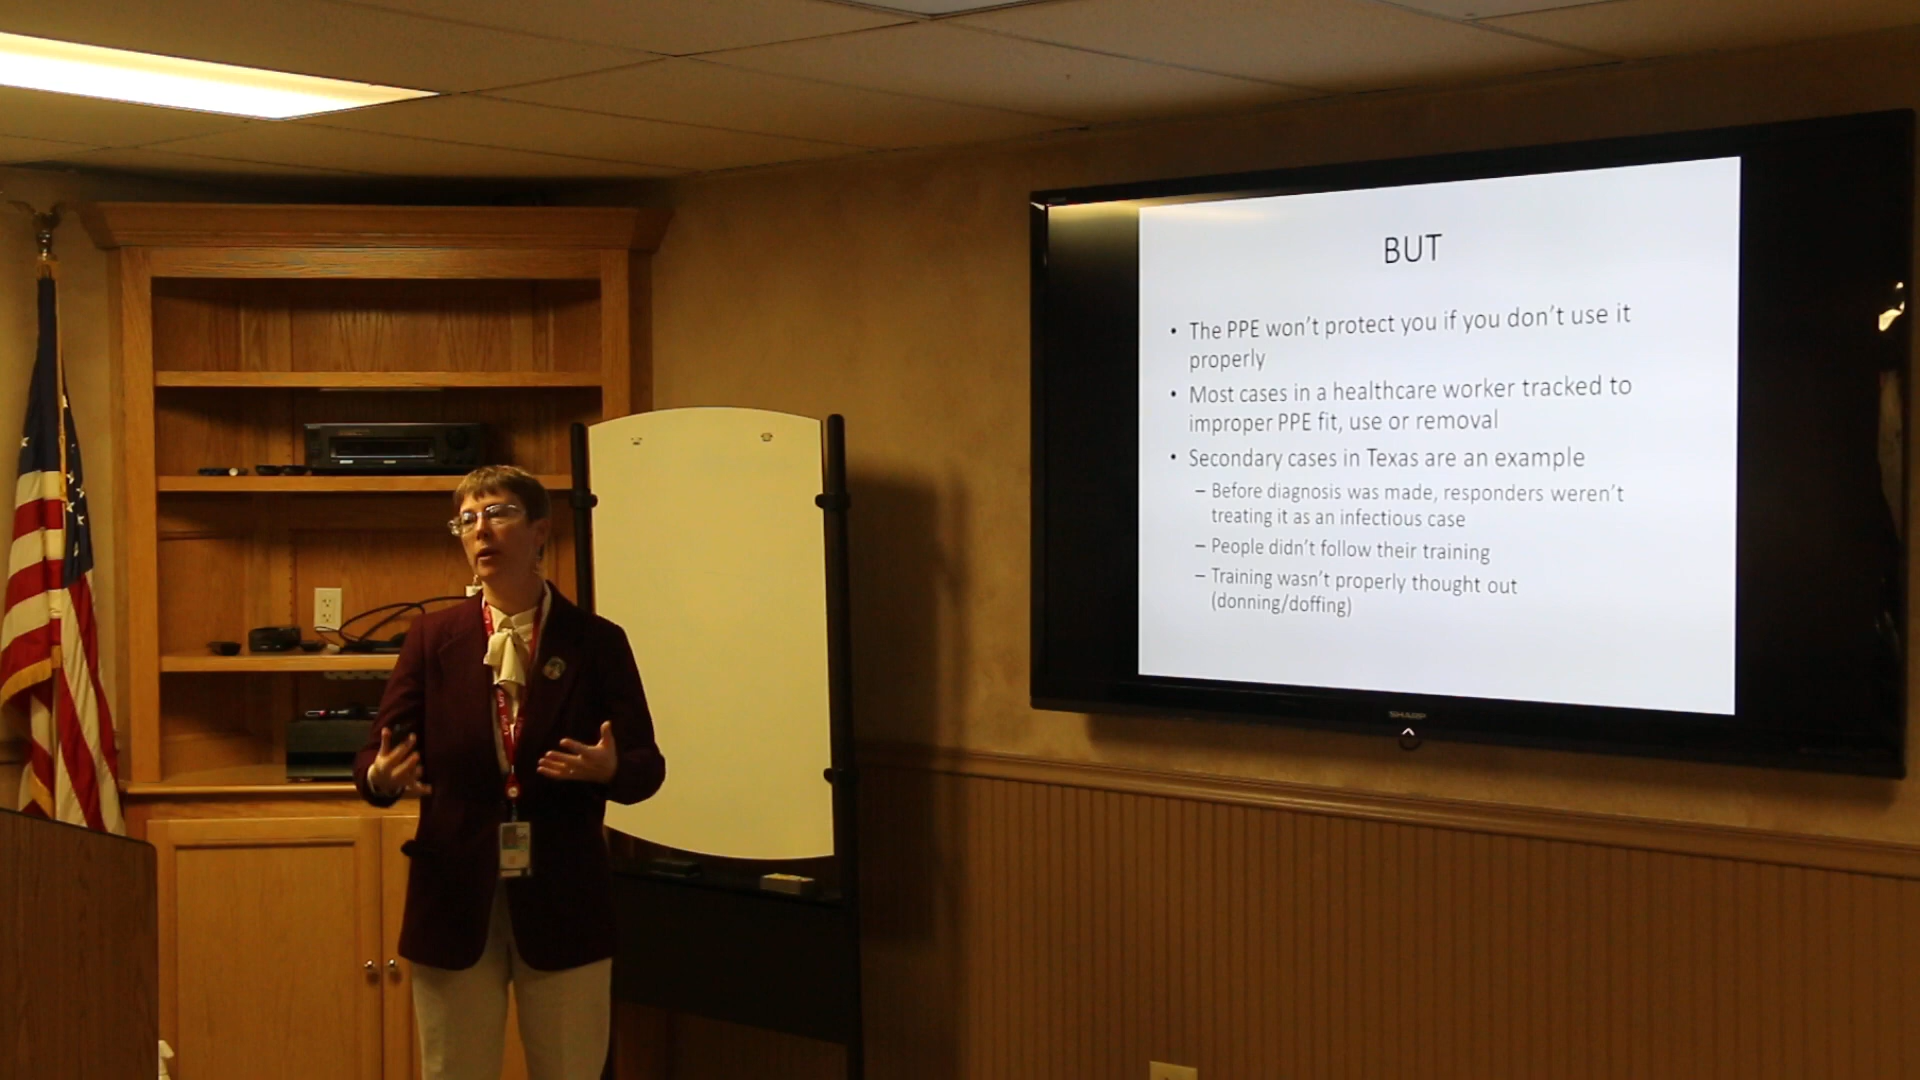 BUT
• The PPE won't protect you if you don't use it
properly
• Most cases in a healthcare worker tracked to
improper PPE fit, use or removal
• Secondary cases in Texas are an example
– Before diagnosis was made, responders weren't
treating it as an infectious case
– People didn't follow their training
– Training wasn't properly thought out
(donning/doffing)
SHARP